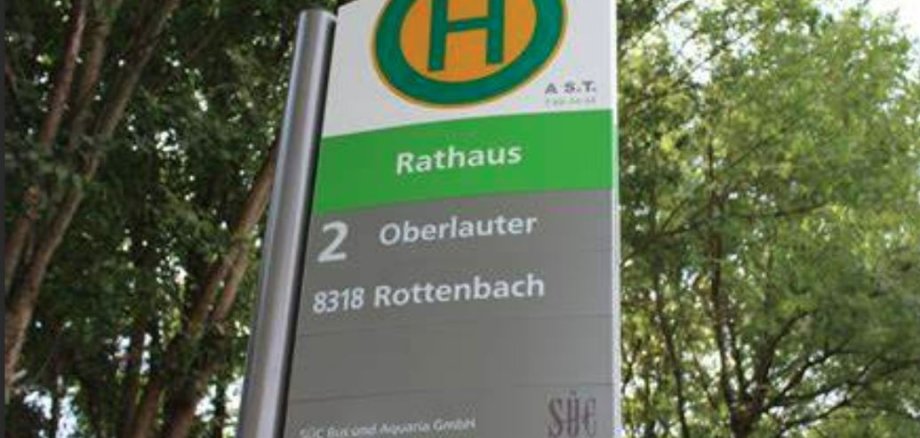 H
A S.T.
Rathaus
2 Oberlauter
8318 Rottenbach
SÜC Bus und Aquaria GmbH
SÜC